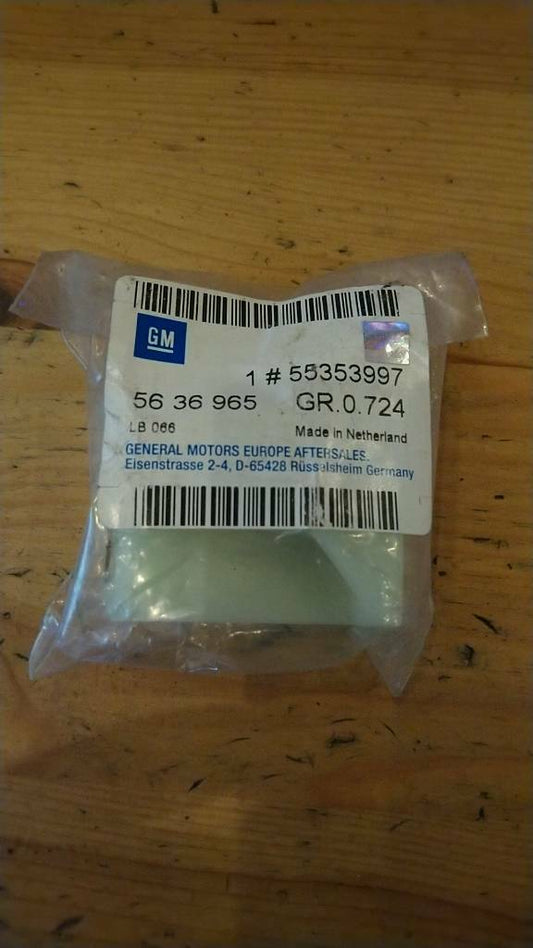 GM
1 # 55353997
56 36 965 GR.0.724
LB 066 Made in Netherland
GENERAL MOTORS EUROPE AFTERSALES.
Eisenstrasse 2-4, D-65428 Rüsselsheim Germany